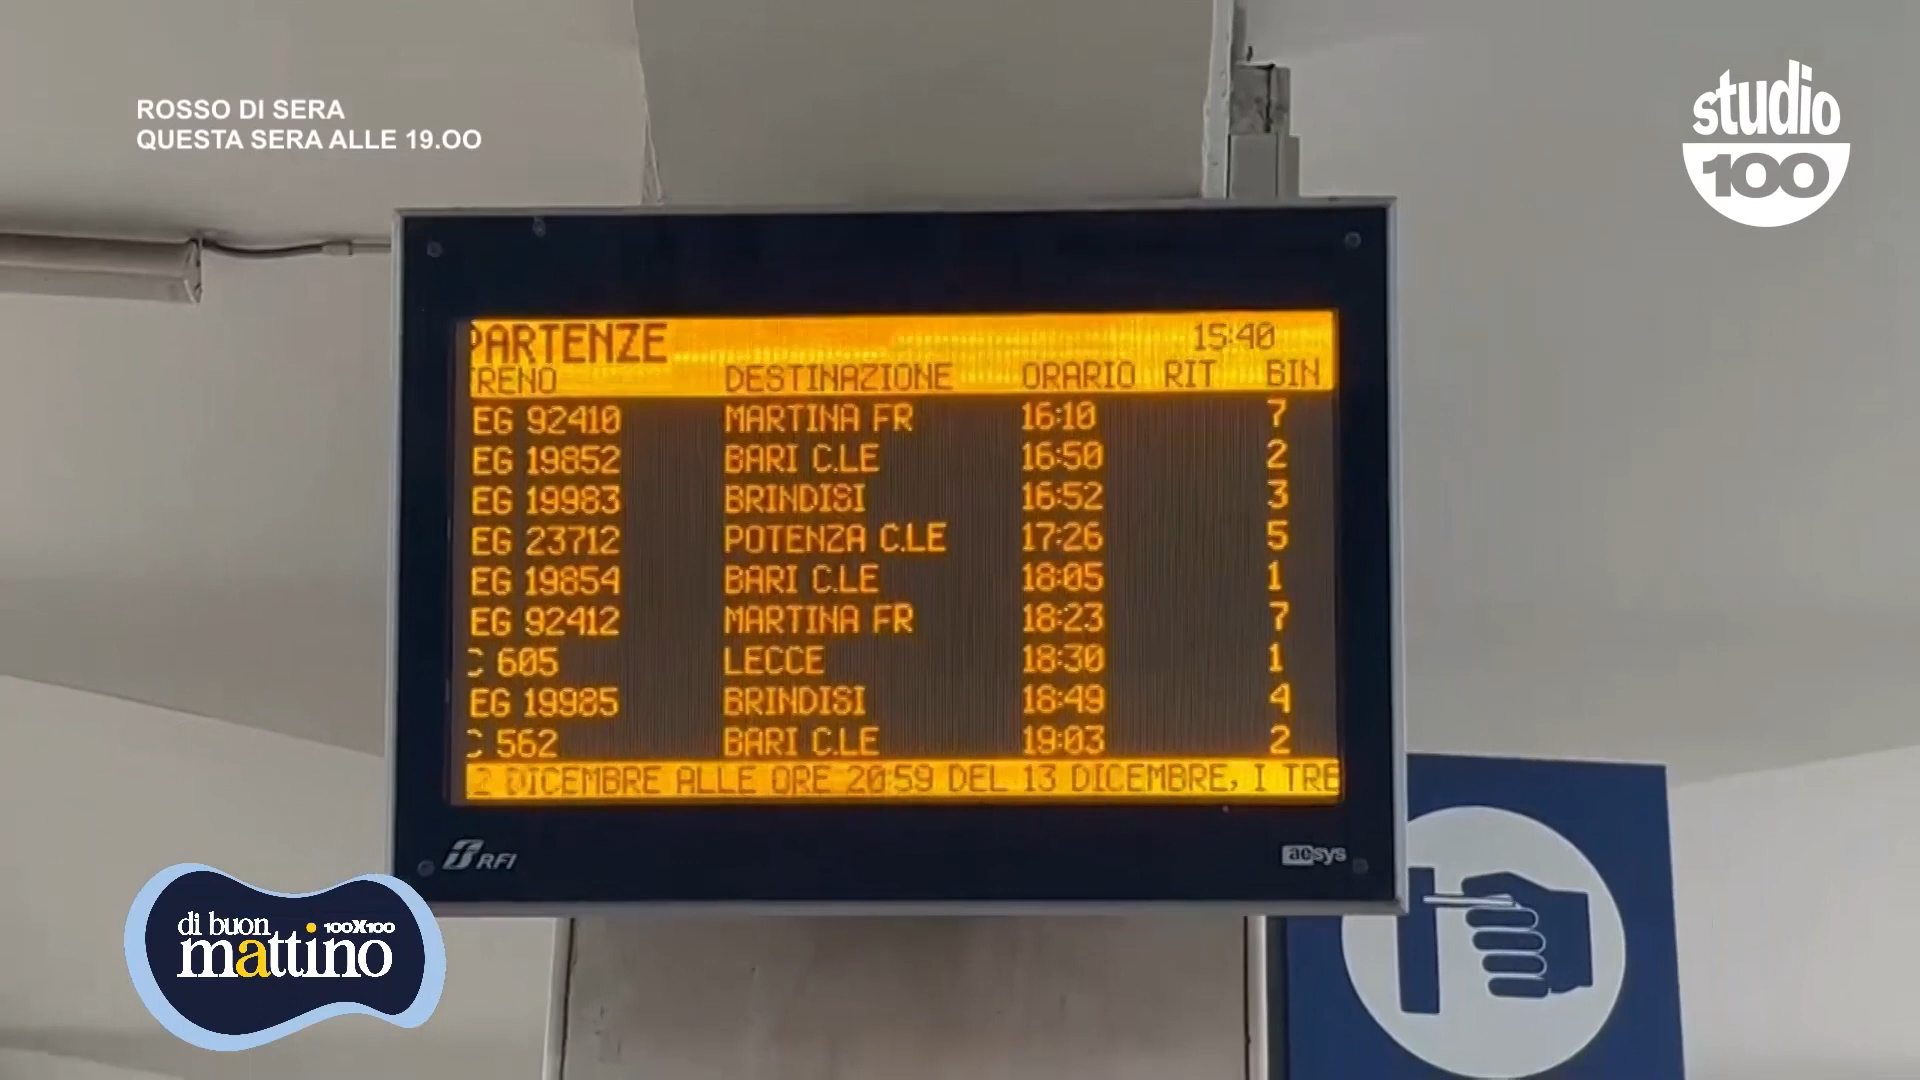 ROSSO DI SERA
QUESTA SERA ALLE 19.OO
studio
100
PARTENZE 15:40
TRENO DESTINAZIONE ORARIO RIT BIN
EG 92410 MARTINA FR 16:10 7
EG 19852 BARI C.LE 16:50 2
EG 19983 BRINDISI 16:52 3
EG 23712 POTENZA C.LE 17:26 5
EG 19854 BARI C.LE 18:05 1
EG 92412 MARTINA FR 18:23 7
C 605 LECCE 18:30 1
EG 19985 BRINDISI 18:49 4
C 562 BARI C.LE 19:03 2
2 DICEMBRE ALLE ORE 20:59 DEL 13 DICEMBRE, I TRE
RFI
aesys
di buon
100X100
mattino